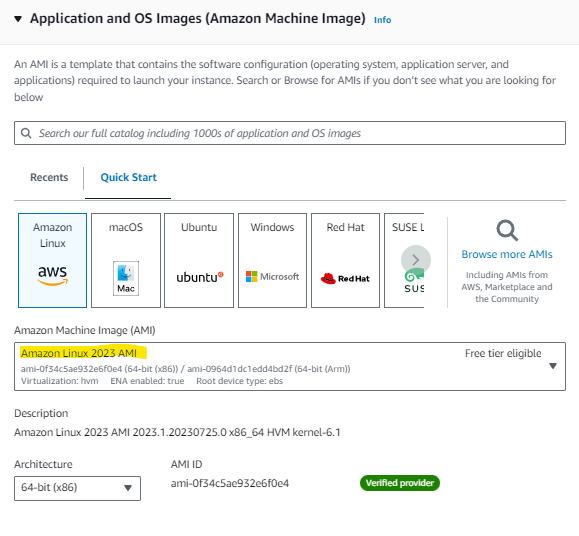 Application and OS Images (Amazon Machine Image) Info
An AMI is a template that contains the software configuration (operating system, application server, and
applications) required to launch your instance. Search or Browse for AMIs if you don't see what you are looking for
below
Search our full catalog including 1000s of application and OS images
Recents
Quick Start
Amazon
Linux
aws
macOS
Mac
Ubuntu
ubuntu
Windows
Microsoft
Red Hat
Red Hat
SUSE L
SUS
Browse more AMIs
Including AMIs from
AWS, Marketplace and
the Community
Amazon Machine Image (AMI)
Amazon Linux 2023 AMI
Free tier eligible
ami-0f34c5ae932e6f0e4 (64-bit (x86)) / ami-0964d1dc1edd4bd2f (64-bit (Arm))
Virtualization: hvm ENA enabled: true Root device type: ebs
Description
Amazon Linux 2023 AMI 2023.1.20230725.0 x86_64 HVM kernel-6.1
Architecture
AMI ID
64-bit (x86)
ami-0f34c5ae932e6f0e4
Verified provider